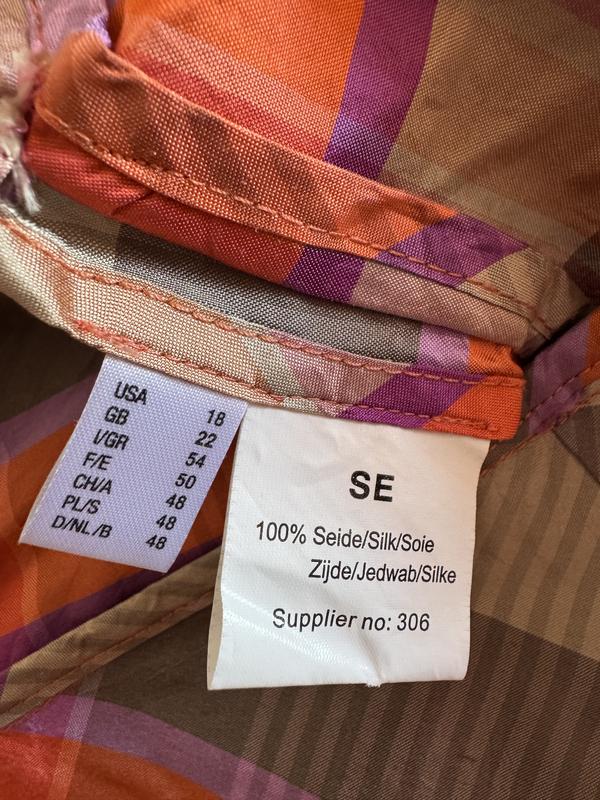 USA 18
GB 22
I/GR 54
F/E 50
CH/A 48
PL/S 48
D/NL/B 48
SE
100% Seide/Silk/Soie
Zijde/Jedwab/Silke
Supplier no: 306